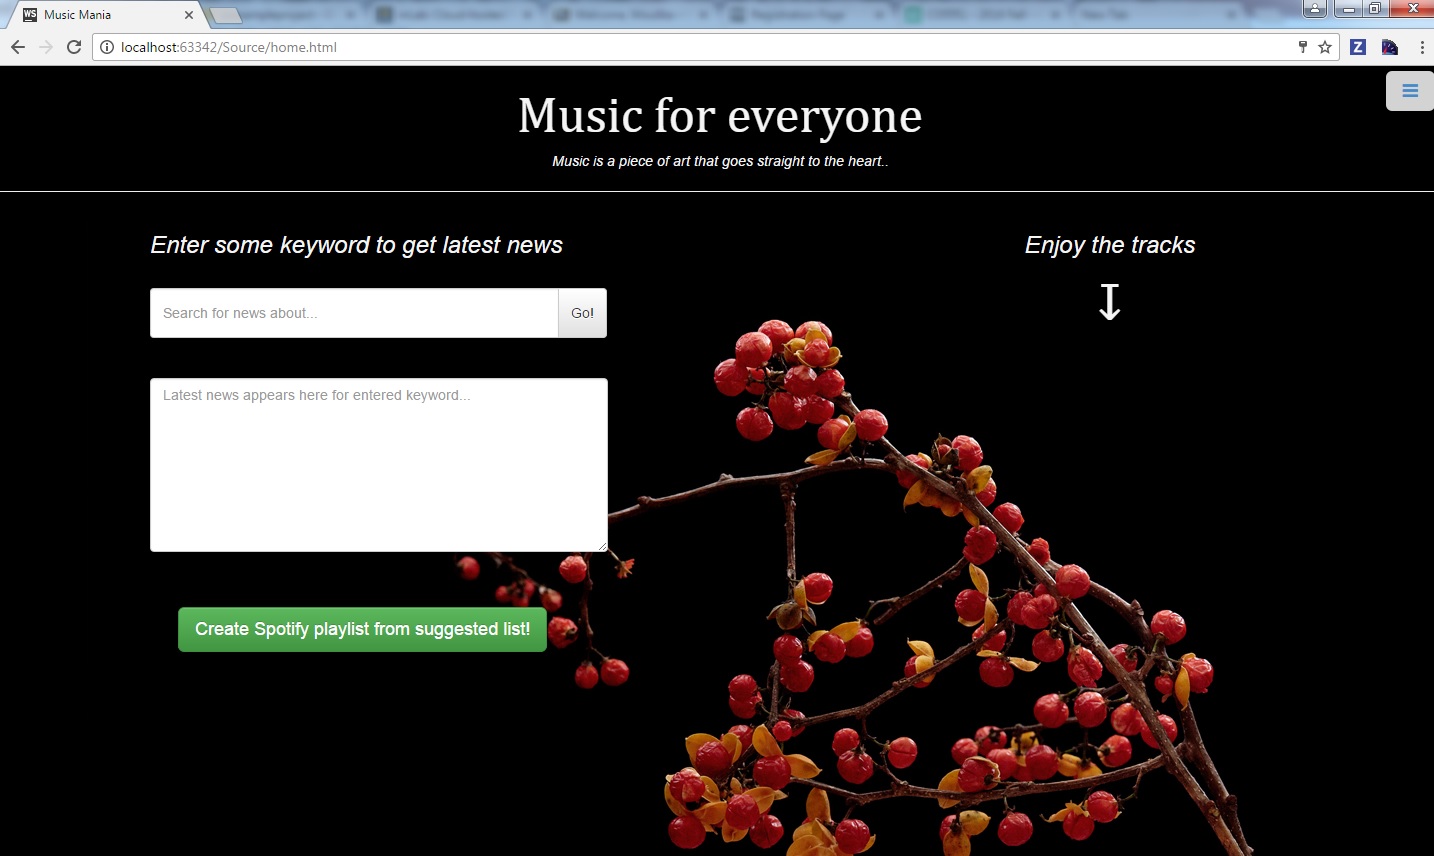 WS Music Mania
localhost:63342/Source/home.html
Z
Music for everyone
Music is a piece of art that goes straight to the heart..
Enter some keyword to get latest news
Enjoy the tracks
Search for news about...
Go!
Latest news appears here for entered keyword...
Create Spotify playlist from suggested list!